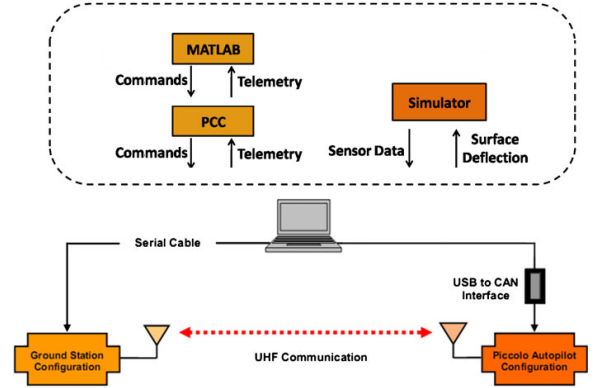 MATLAB
Commands
Telemetry
PCC
Commands
Telemetry
Simulator
Sensor Data
Surface
Deflection
Serial Cable
USB to CAN
Interface
Ground Station
Configuration
UHF Communication
Piccolo Autopilot
Configuration